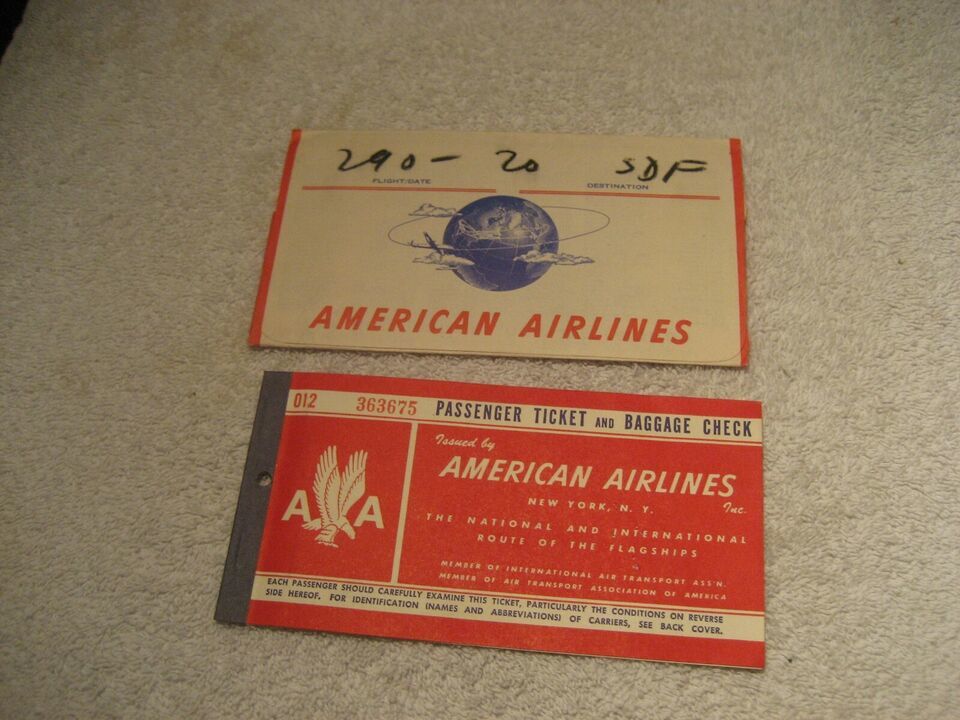 290- 20 SDF
FLIGHT/DATE DESTINATION
AMERICAN AIRLINES
012 363675 PASSENGER TICKET AND BAGGAGE CHECK
Issued by
AMERICAN AIRLINES
Inc.
NEW YORK, N. Y.
A A
THE NATIONAL AND INTERNATIONAL
ROUTE OF THE FLAGSHIPS
MEMBER OF INTERNATIONAL AIR TRANSPORT ASS'N.
MEMBER OF AIR TRANSPORT ASSOCIATION OF AMERICA
EACH PASSENGER SHOULD CAREFULLY EXAMINE THIS TICKET, PARTICULARLY THE CONDITIONS ON REVERSE
SIDE HEREOF. FOR IDENTIFICATION (NAMES AND ABBREVIATIONS) OF CARRIERS, SEE BACK COVER.